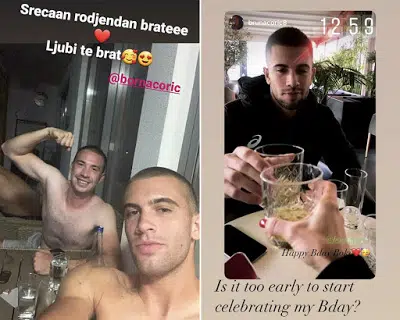 Srecaan rodjendan brateee
Ljubi te brat
@bornacoric
12 59
Happy Bday
Is it too early to start
celebrating my Bday?